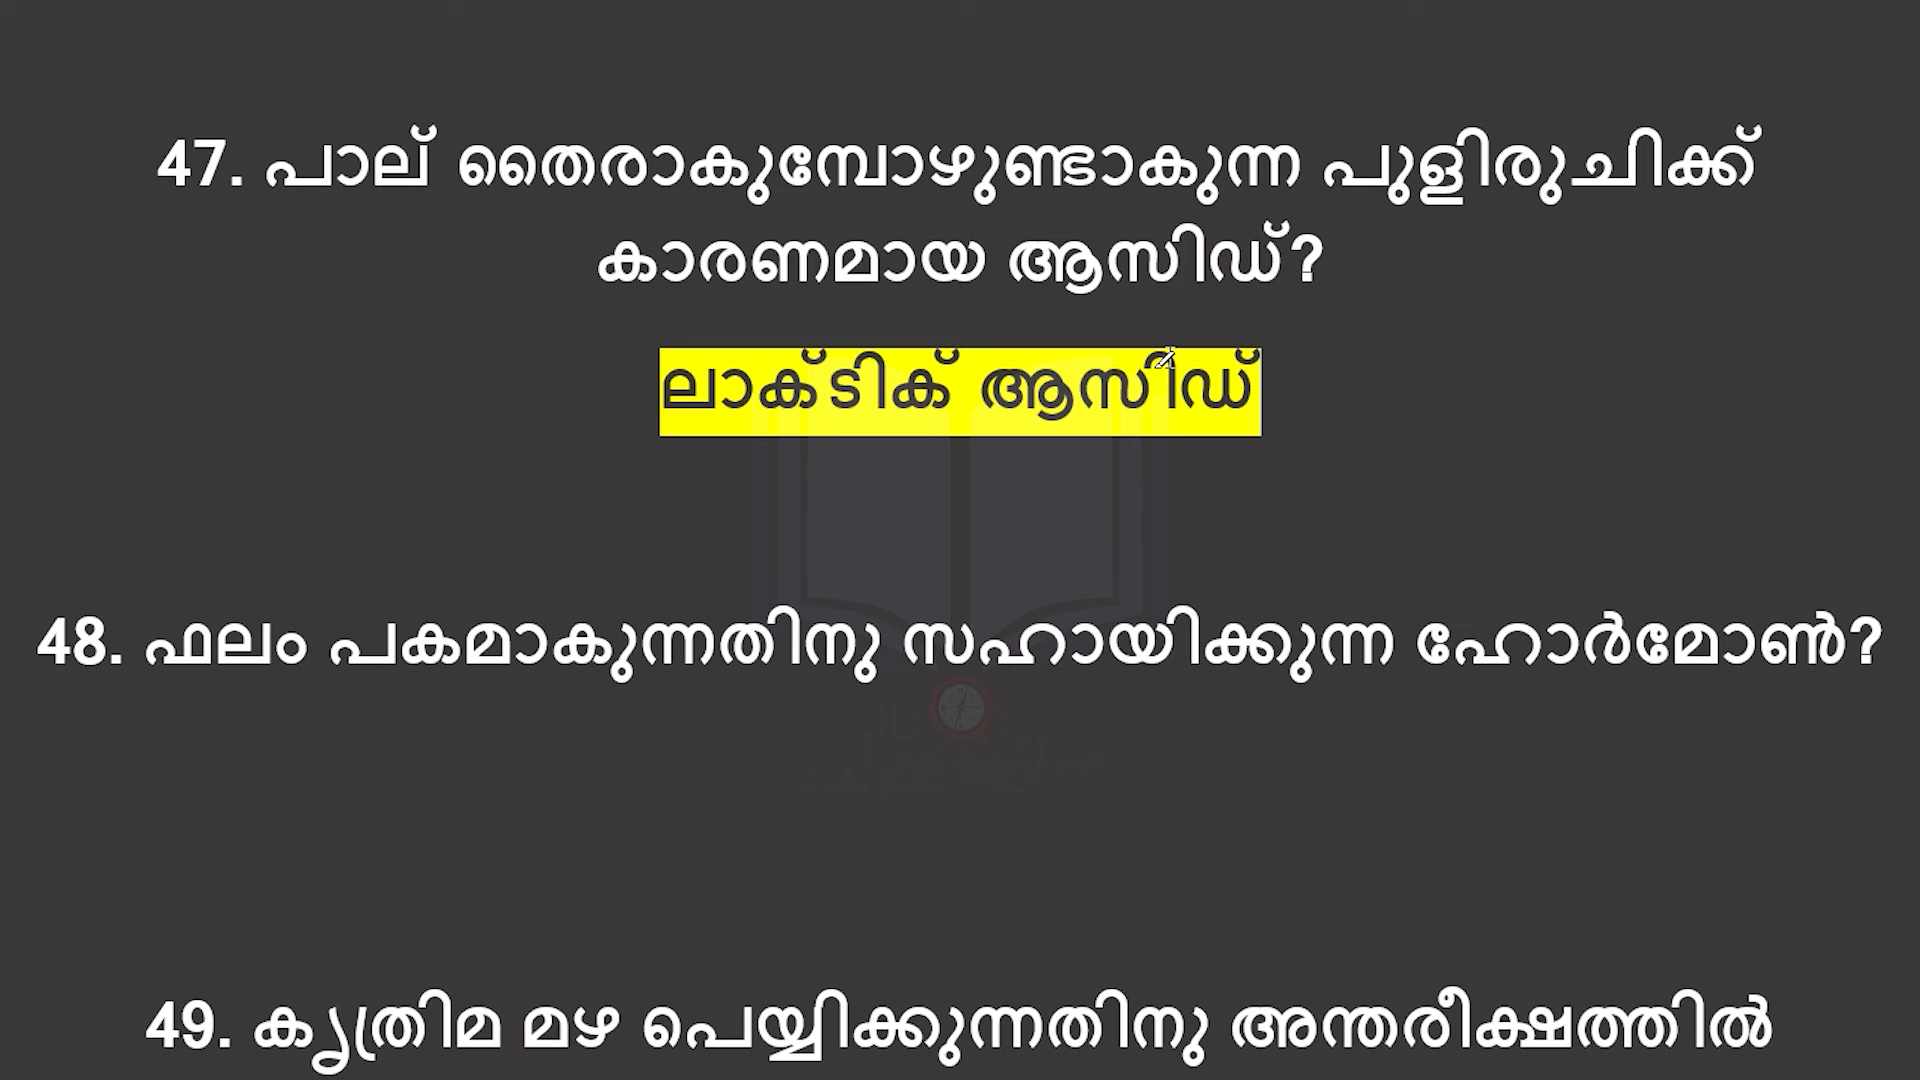 47. പാല് തൈരാകുമ്പോഴുണ്ടാകുന്ന പുളിരുചിക്ക്
കാരണമായ ആസിഡ്?
ലാക്ടിക് ആസിഡ്
48. ഫലം പകമാകുന്നതിനു സഹായിക്കുന്ന ഹോർമോൺ?
49. കൃത്രിമ മഴ പെയ്യിക്കുന്നതിനു അന്തരീക്ഷത്തിൽ